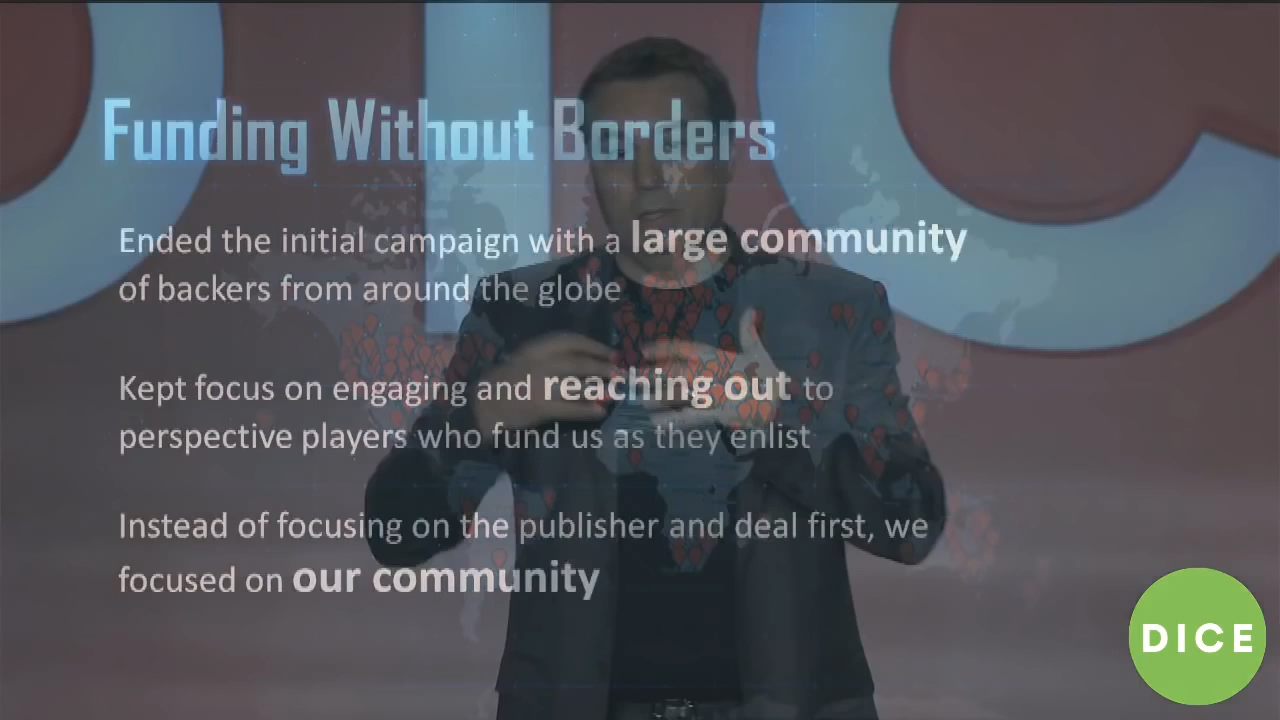 Funding Without Borders
Ended the initial campaign with a large community
of backers from around the globe
Kept focus on engaging and reaching out to
perspective players who fund us as they enlist
Instead of focusing on the publisher and deal first, we
focused on our community
DICE